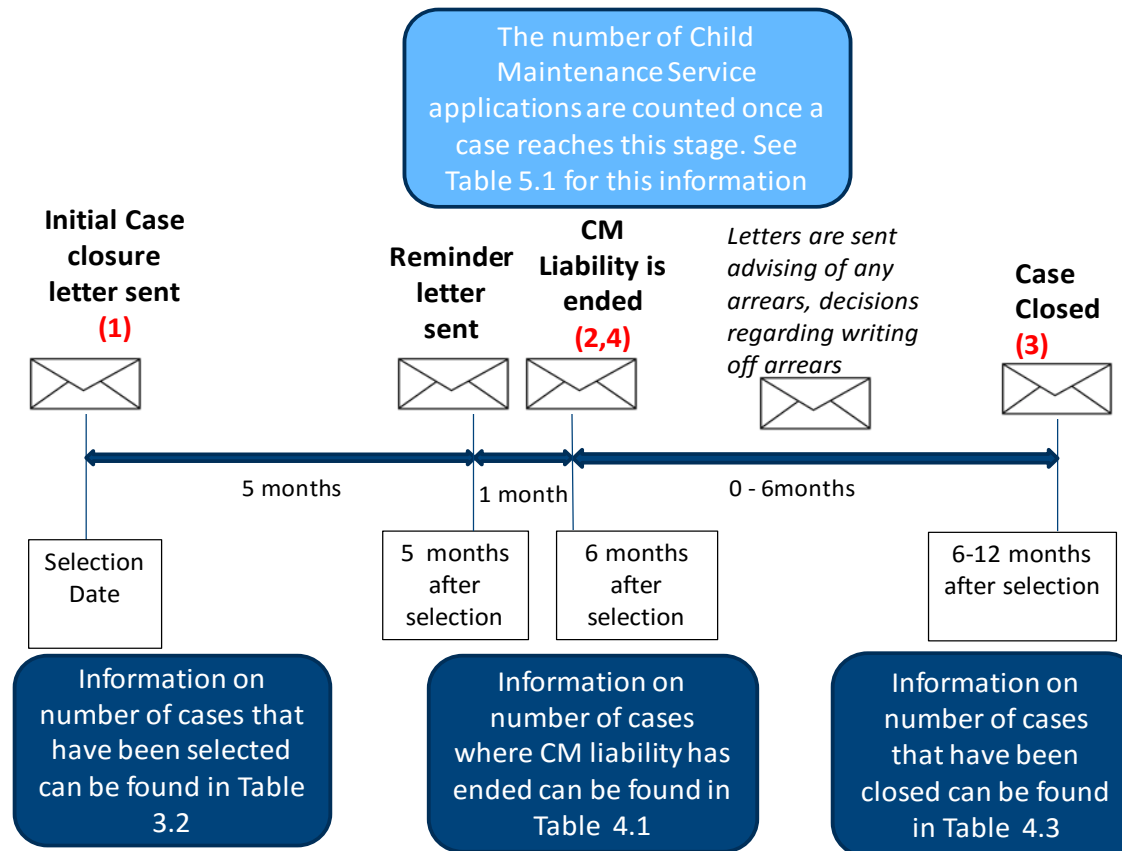 The number of Child
Maintenance Service
applications are counted once a
case reaches this stage. See
Table 5.1 for this information
Initial Case
closure
letter sent
(1)
Reminder
letter
sent
CM
Liability is
ended
(2,4)
Letters are sent
advising of any
arrears, decisions
regarding writing
off arrears
Case
Closed
(3)
5 months
1 month
0 - 6months
Selection
Date
5 months
after
selection
6 months
after
selection
6-12 months
after selection
Information on
number of cases that
have been selected
can be found in Table
3.2
Information on
number of cases
where CM liability has
ended can be found in
Table 4.1
Information on
number of cases
that have been
closed can be found
in Table 4.3